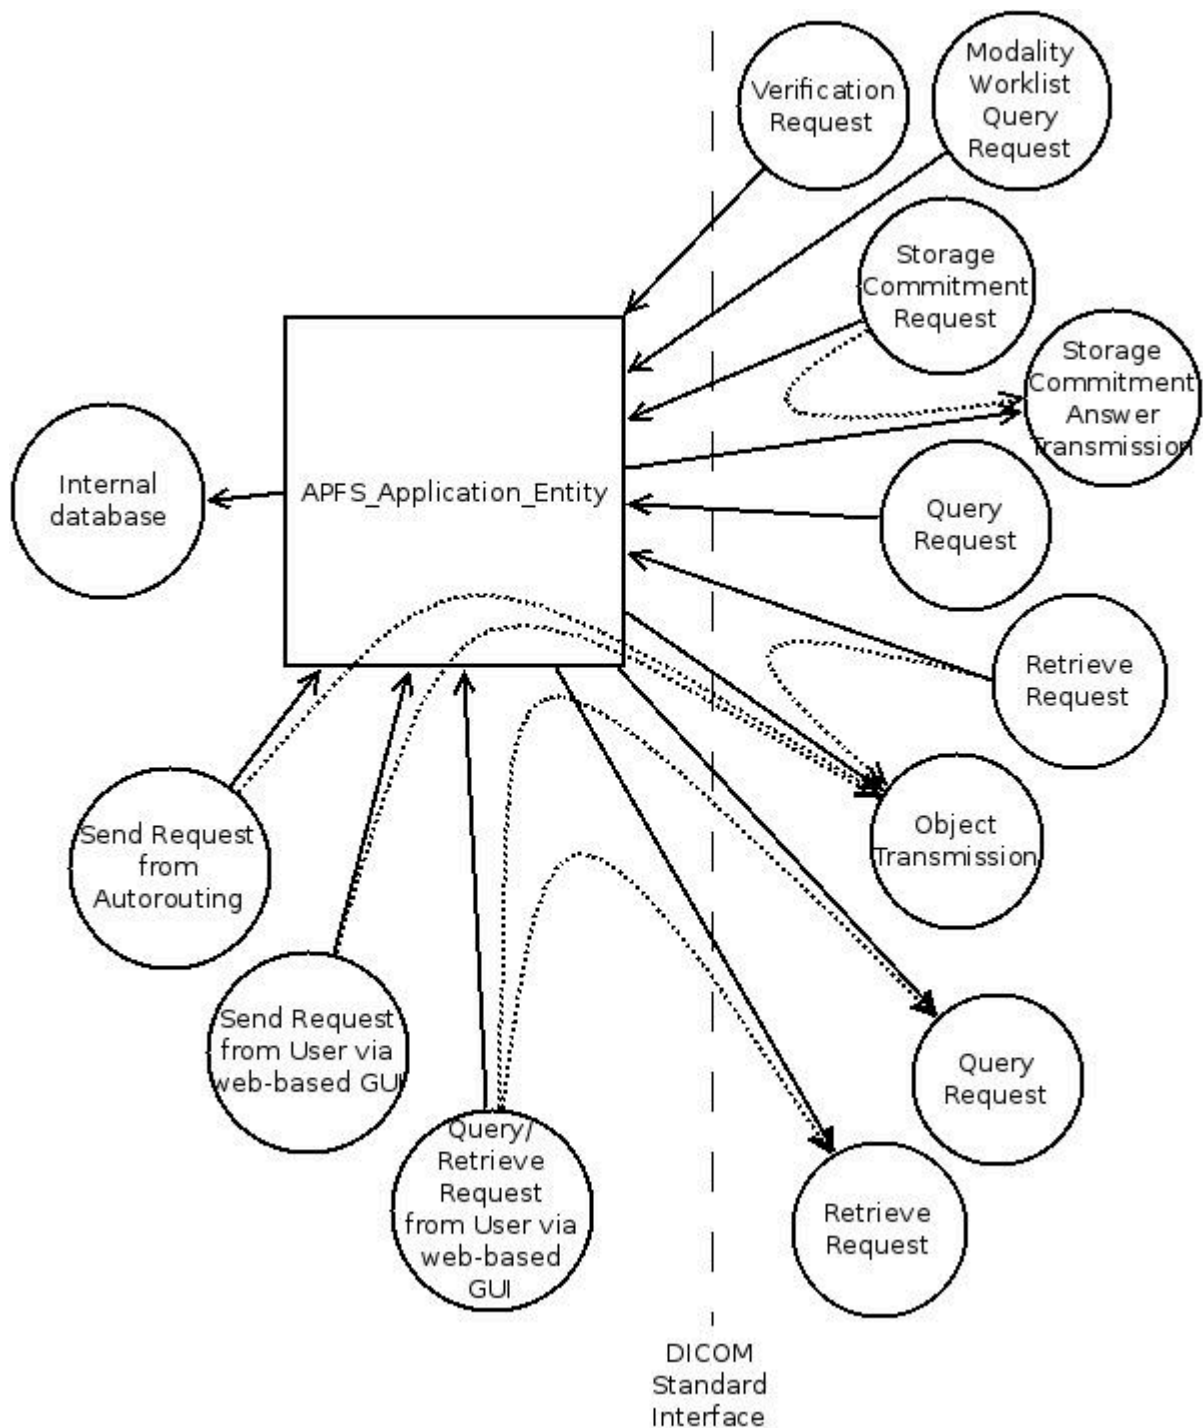 Verification
Request
Modality
Worklist
Query
Request
Storage
Commitment
Request
Storage
Commitment
Answer
Transmission
Internal
database
APFS_Application_Entity
Query
Request
Retrieve
Request
Send Request
from
Autorouting
Object
Transmission
Send Request
from User via
web-based GUI
Query
Request
Query/
Retrieve
Request
from User via
web-based
GUI
Retrieve
Request
DICOM
Standard
Interface